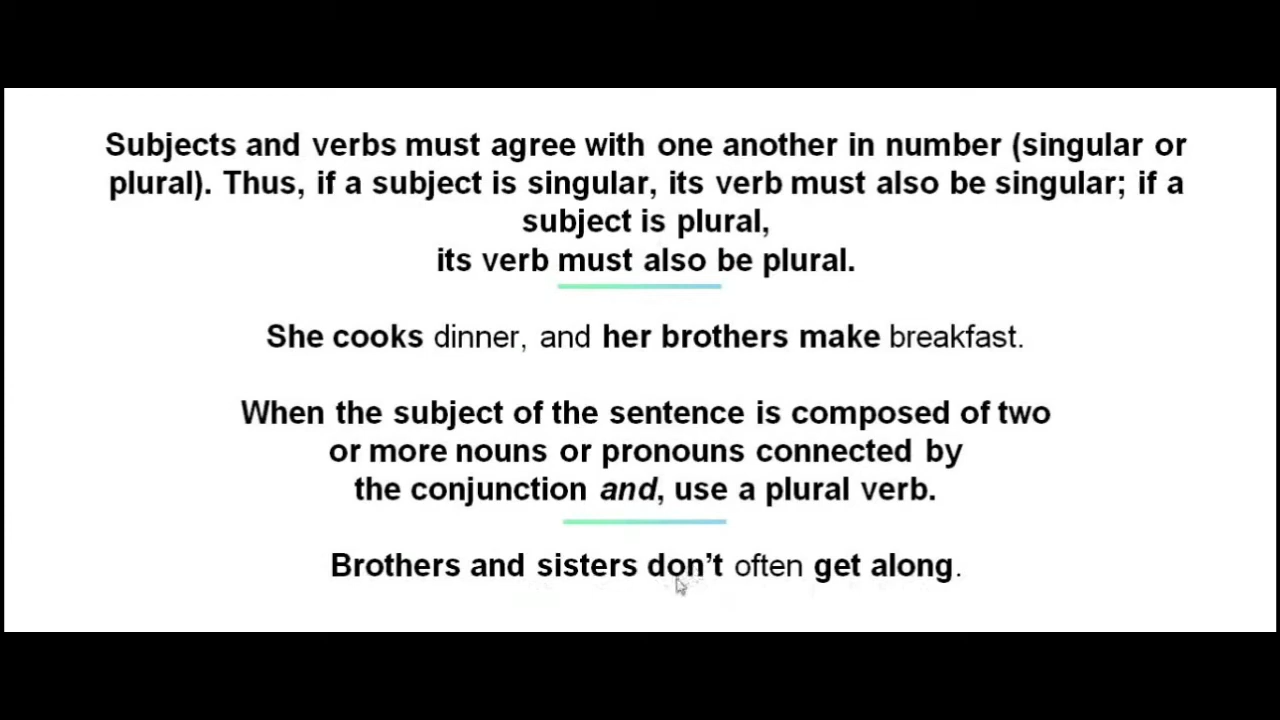 Subjects and verbs must agree with one another in number (singular or
plural). Thus, if a subject is singular, its verb must also be singular; if a
subject is plural,
its verb must also be plural.
She cooks dinner, and her brothers make breakfast.
When the subject of the sentence is composed of two
or more nouns or pronouns connected by
the conjunction and, use a plural verb.
Brothers and sisters don’t often get along.